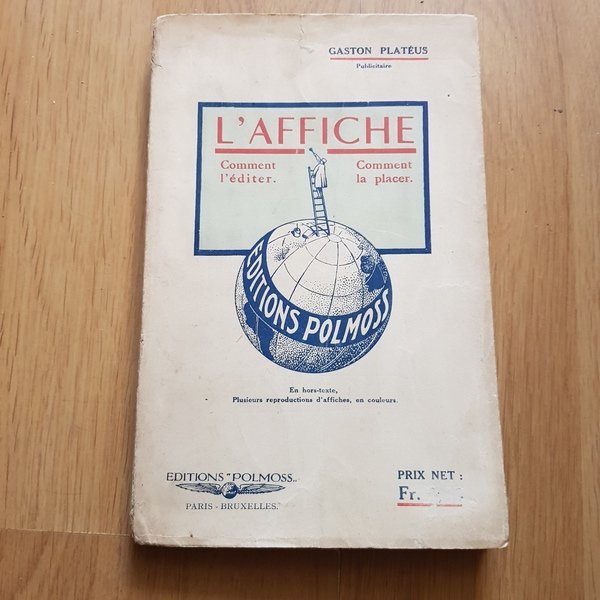 GASTON PLATÉUS
Publicitaire
L'AFFICHE
Comment
l'éditer.
Comment
la placer.
EDITIONS POLMOSS
En hors-texte,
Plusieurs reproductions d'affiches, en couleurs.
EDITIONS "POLMOSS„
PARIS - BRUXELLES.
PRIX NET :
Fr.